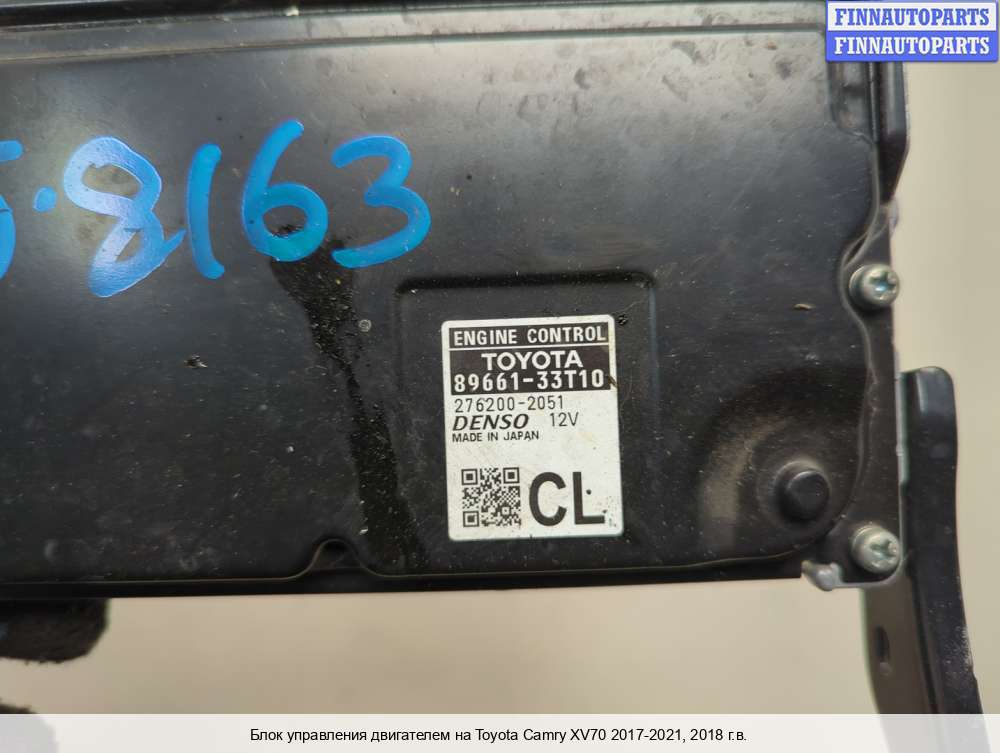 FINNAUTOPARTS
FINNAUTOPARTS
5.8163
ENGINE CONTROL
TOYOTA
89661-33T10
276200-2051
DENSO 12V
MADE IN JAPAN
CL
Блок управления двигателем на Toyota Camry XV70 2017-2021, 2018 г.в.